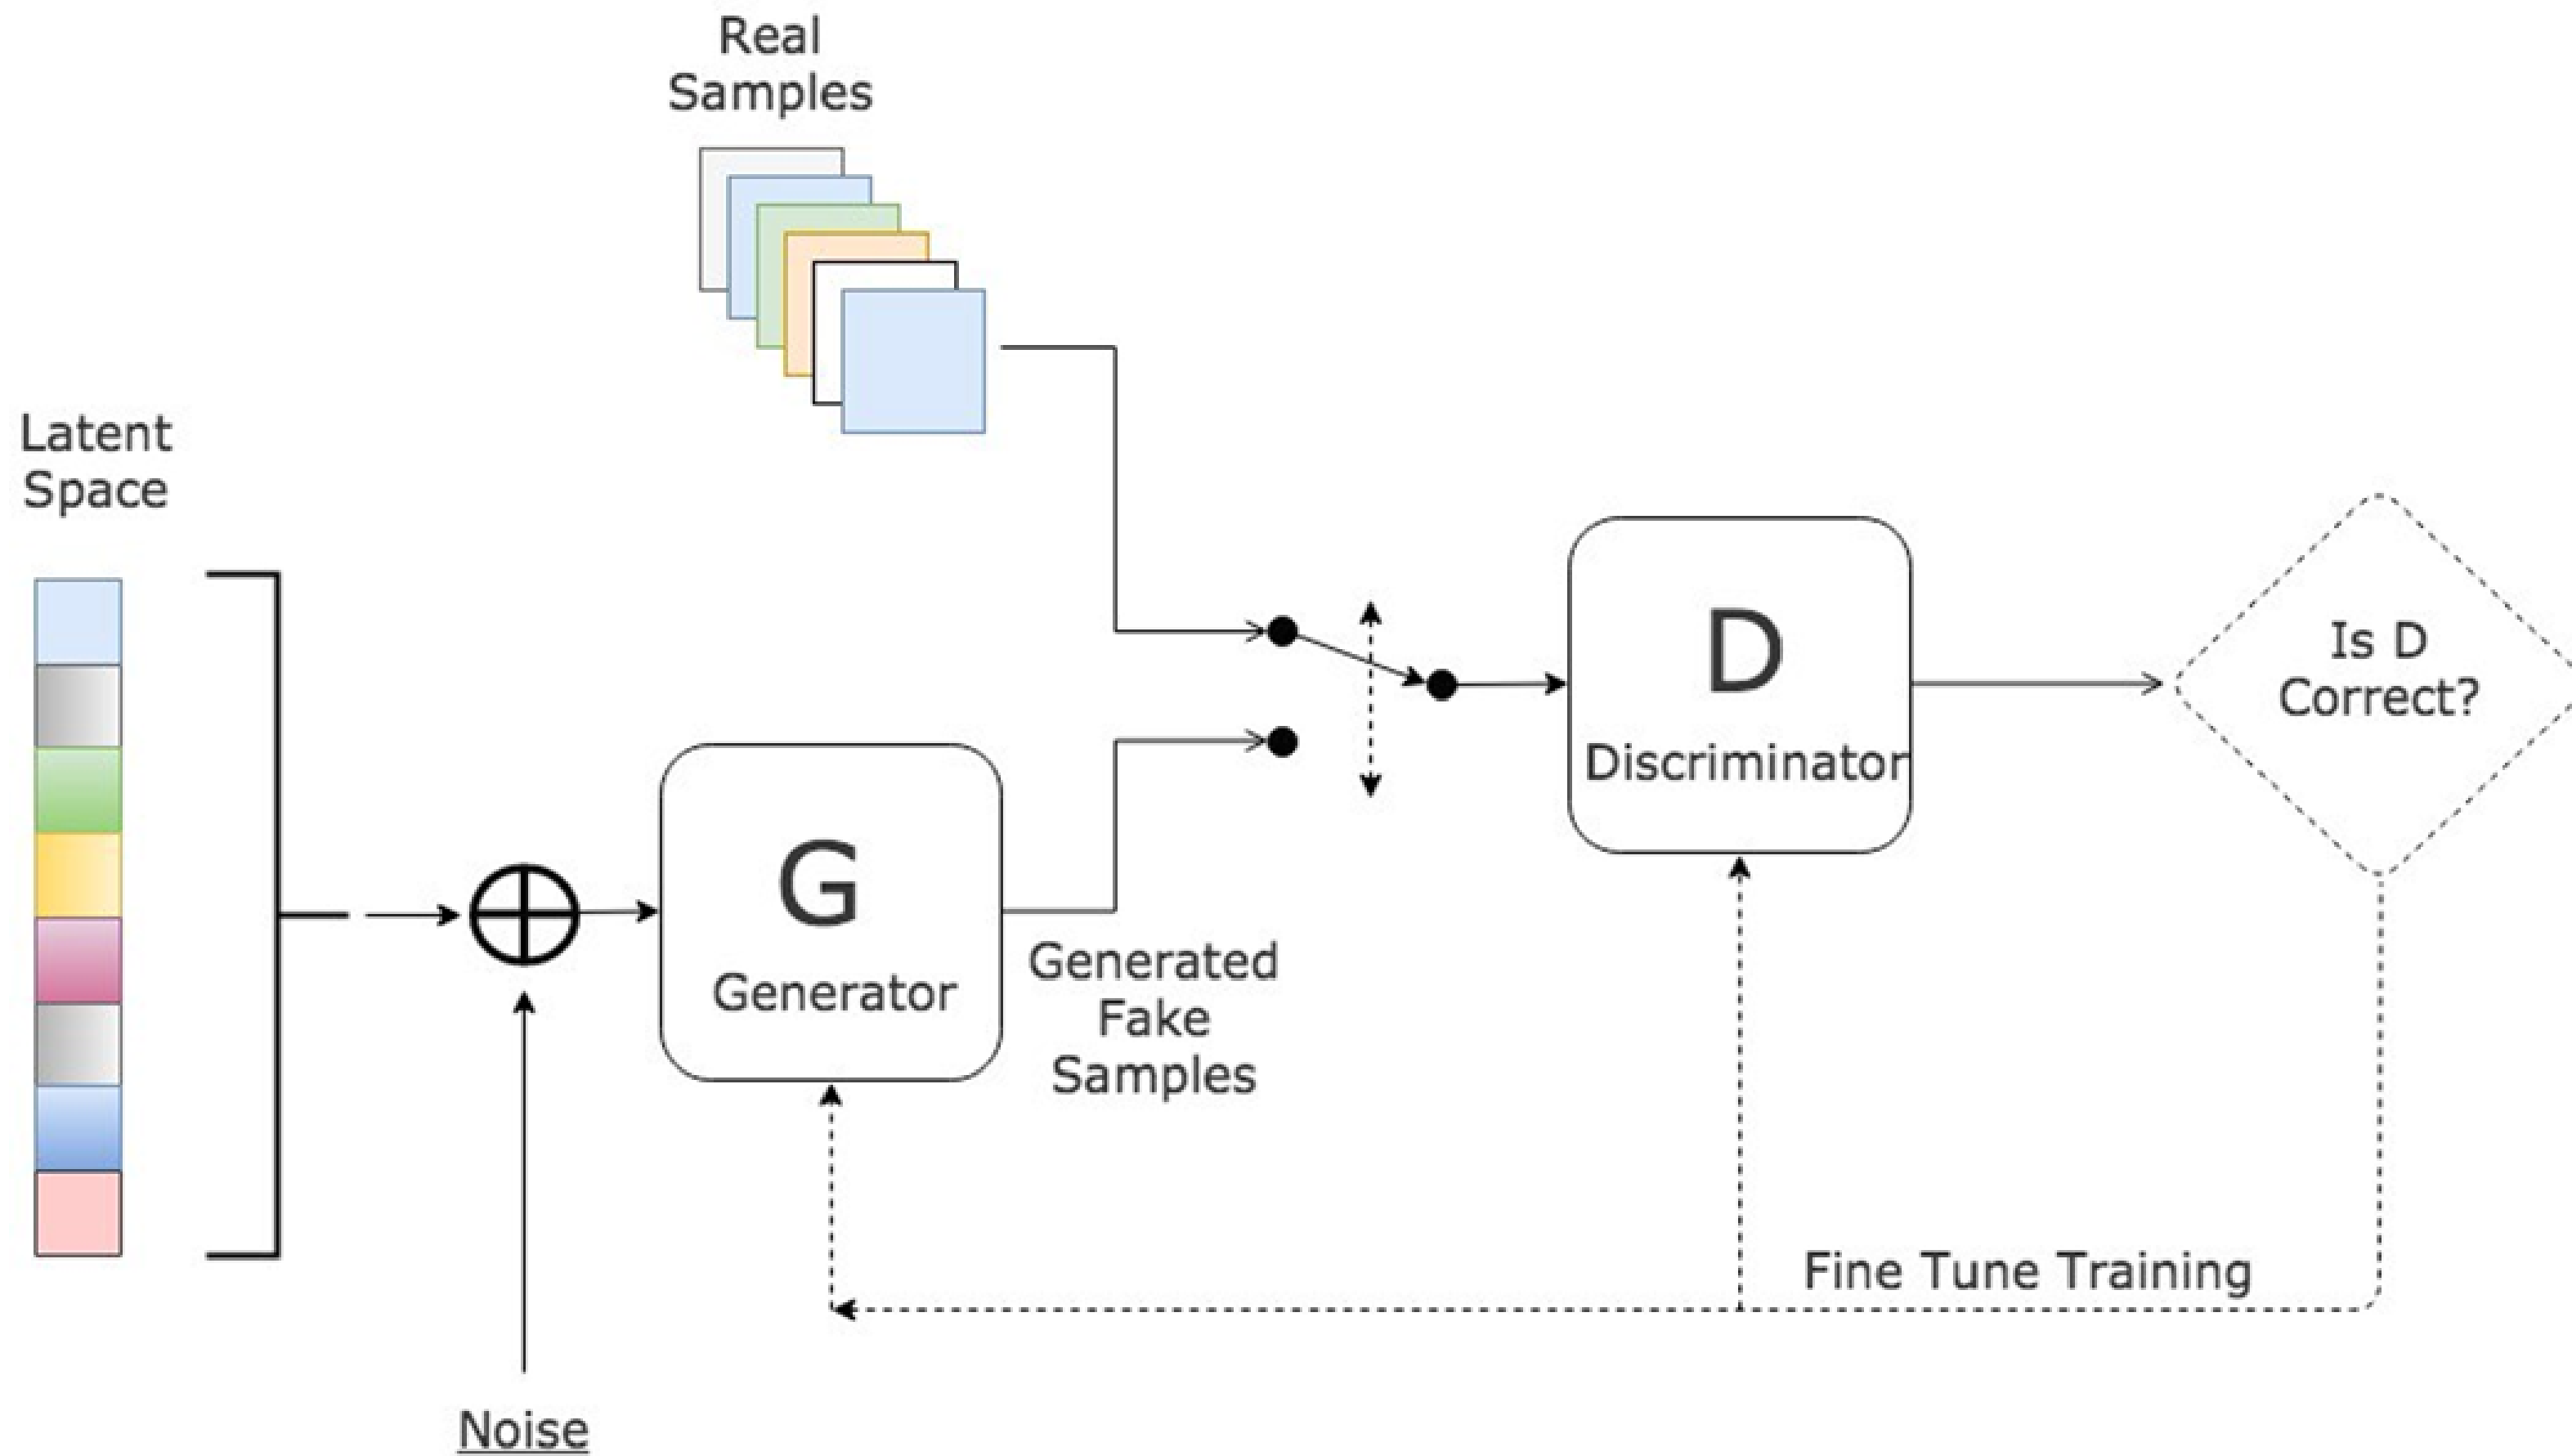 Real
Samples
Latent
Space
D
Discriminator
Is D
Correct?
G
Generator
Generated
Fake
Samples
Fine Tune Training
Noise